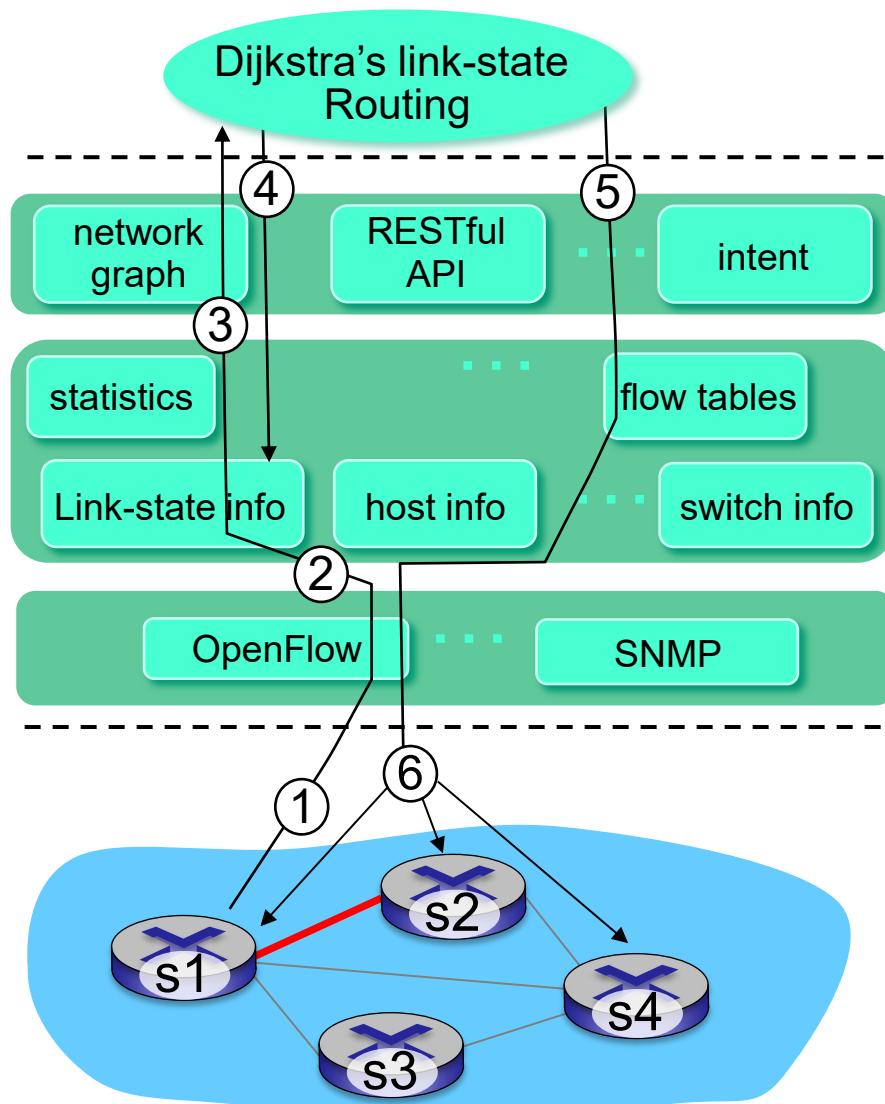 Dijkstra’s link-state
Routing
4
5
network
graph
RESTful
API
. . .
intent
3
statistics
. . .
flow tables
Link-state info
host info
. . .
switch info
2
OpenFlow
. . .
SNMP
1
6
s2
s1
s4
s3